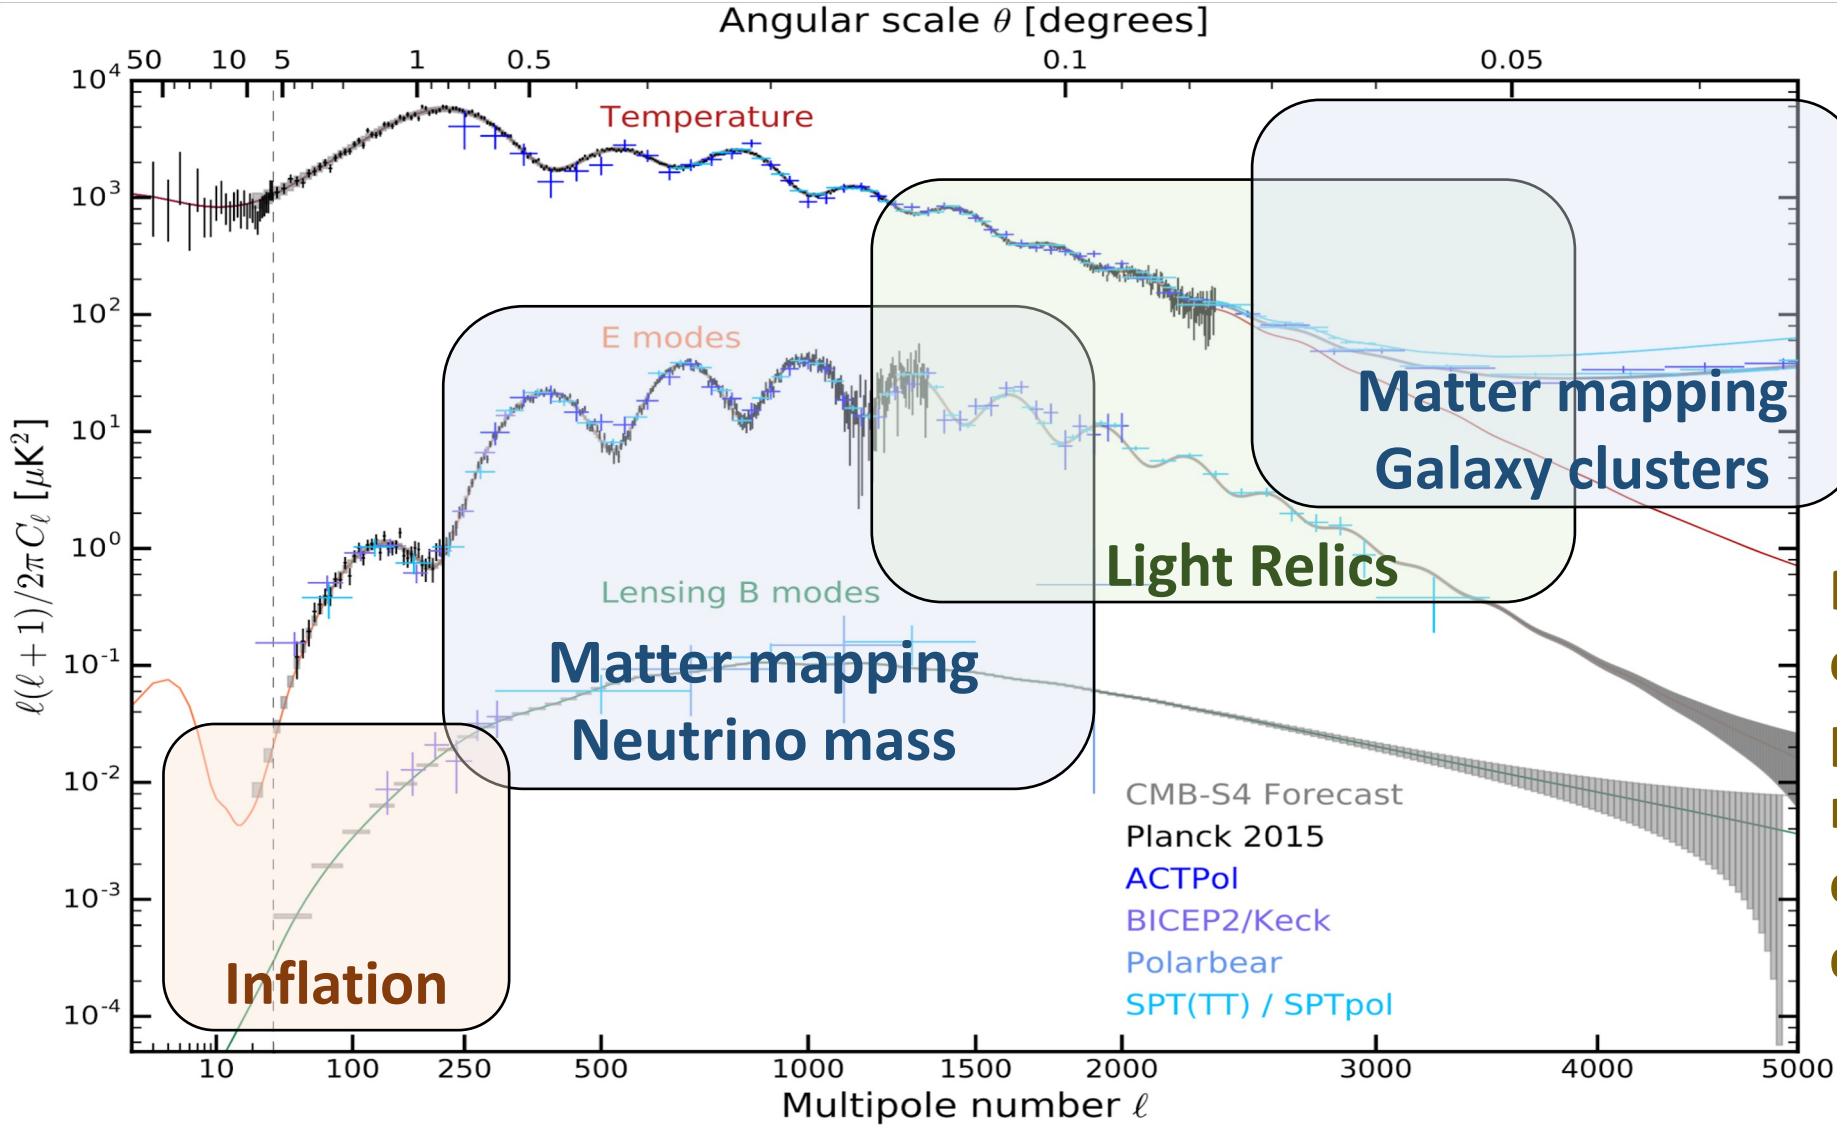 Angular scale θ [degrees]
50 10 5 1 0.5 0.1 0.05
10⁴
10³
10²
10¹
10⁰
10⁻¹
10⁻²
10⁻³
10⁻⁴
ℓ(ℓ + 1)/2πCℓ [μK²]
Temperature
E modes
Lensing B modes
Matter mapping
Galaxy clusters
Light Relics
Matter mapping
Neutrino mass
Inflation
CMB-S4 Forecast
Planck 2015
ACTPol
BICEP2/Keck
Polarbear
SPT(TT) / SPTpol
10 100 250 500 1000 1500 2000 3000 4000 5000
Multipole number ℓ